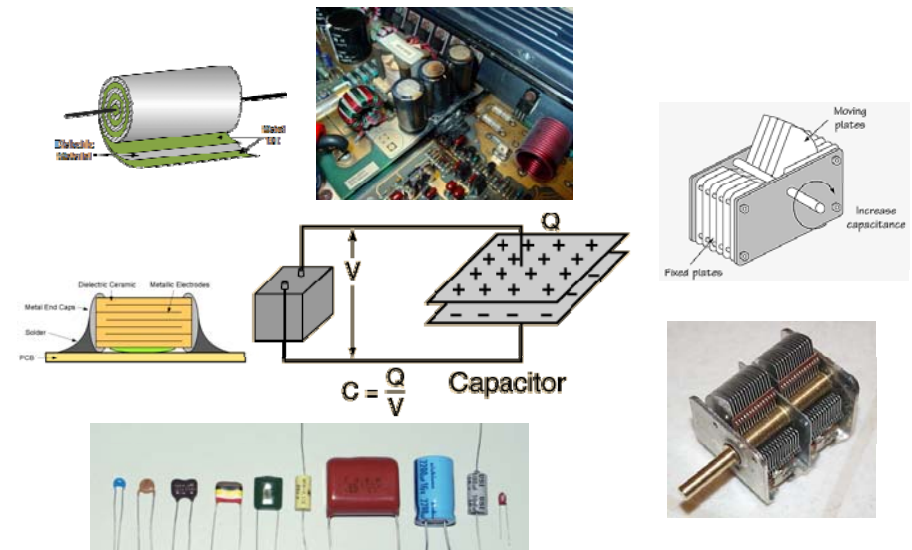 Dielectric
Material
Metal
Moving
plates
Increase
capacitance
Fixed plates
Q
V
Dielectric Ceramic
Metallic Electrodes
Metal End Caps
Solder
PCB
C = Q/V
Capacitor